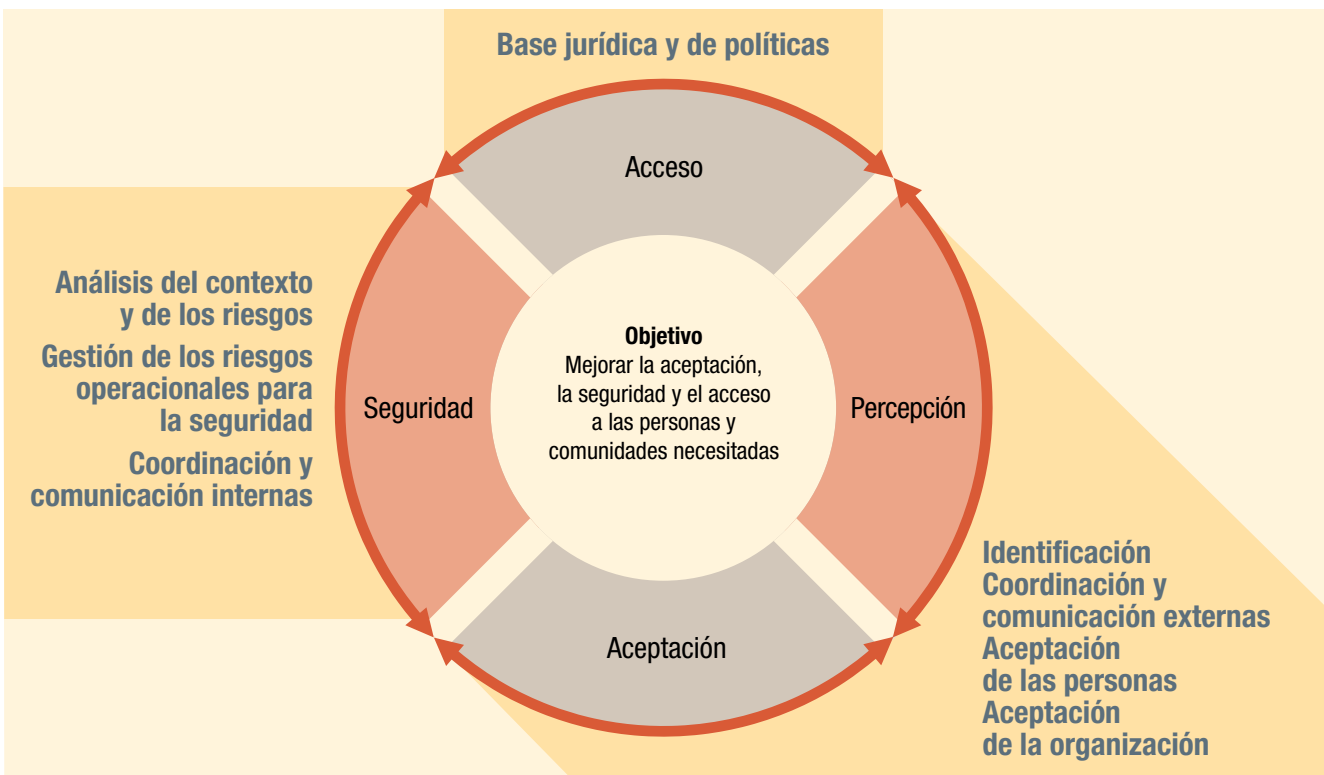 Base jurídica y de políticas
Acceso
Análisis del contexto
y de los riesgos
Gestión de los riesgos
operacionales para
la seguridad
Coordinación y
comunicación internas
Seguridad
Objetivo
Mejorar la aceptación,
la seguridad y el acceso
a las personas y
comunidades necesitadas
Percepción
Identificación
Coordinación y
comunicación externas
Aceptación
de las personas
Aceptación
de la organización
Aceptación